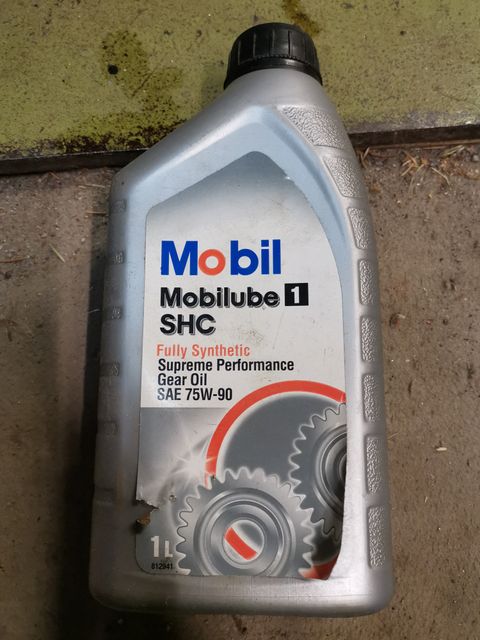 Mobil
Mobilube 1
SHC
Fully Synthetic
Supreme Performance
Gear Oil
SAE 75W-90
1L
812941